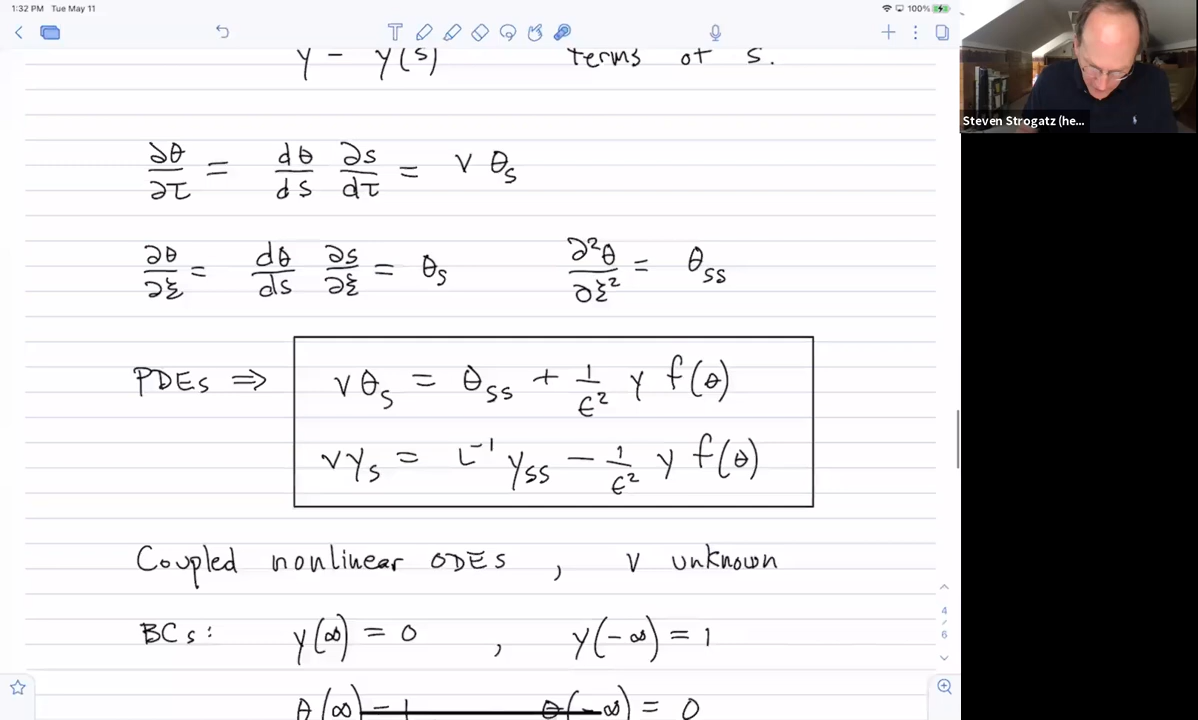 1:32 PM Tue May 11
100%
y = y(s) terms of s.
∂θ/∂τ = dθ/ds ∂s/dτ = v θ_s
∂θ/∂ξ = dθ/ds ∂s/∂ξ = θ_s ∂²θ/∂ξ² = θ_ss
PDEs ⇒ v θ_s = θ_ss + 1/ε² y f(θ)
v y_s = L⁻¹ y_ss − 1/ε² y f(θ)
Coupled nonlinear ODEs , v unknown
BCs: y(∞) = 0 , y(-∞) = 1
θ(∞) = 1 θ(-∞) = 0
4
/
6
Steven Strogatz (he...